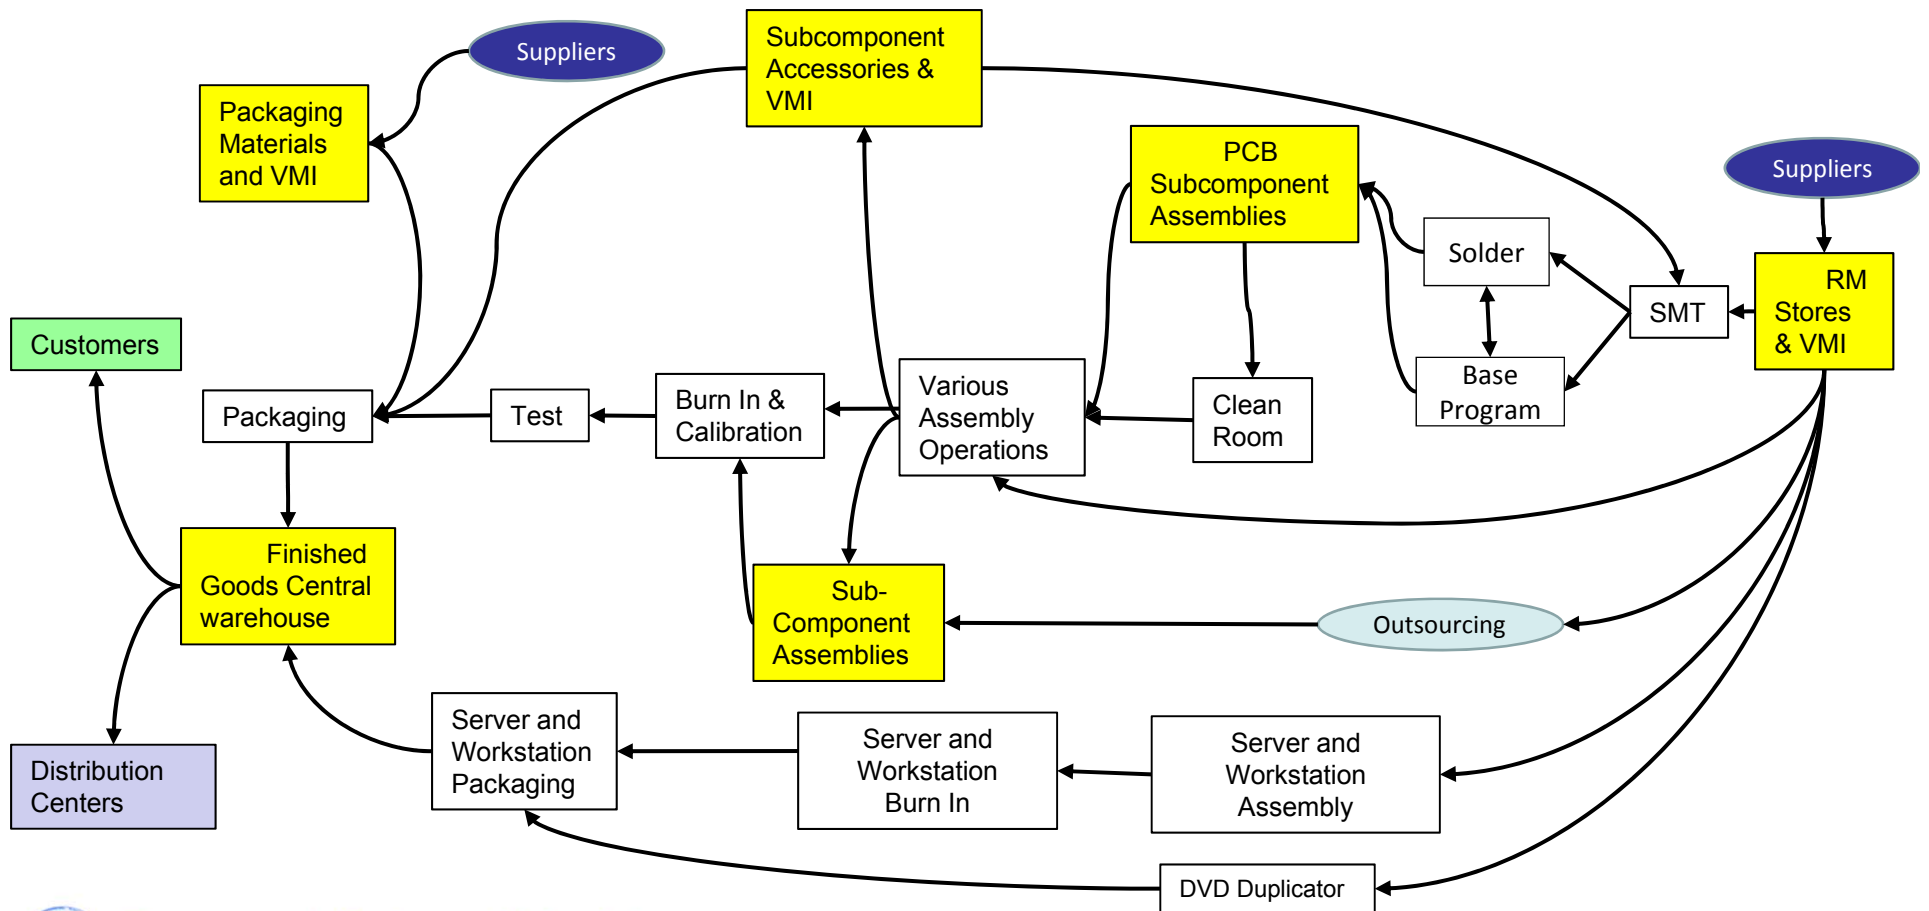 Suppliers
Subcomponent
Accessories &
VMI
Packaging
Materials
and VMI
PCB
Subcomponent
Assemblies
Suppliers
Solder
RM
Stores
& VMI
SMT
Customers
Base
Program
Packaging
Test
Burn In &
Calibration
Various
Assembly
Operations
Clean
Room
Finished
Goods Central
warehouse
Sub-
Component
Assemblies
Outsourcing
Server and
Workstation
Packaging
Server and
Workstation
Burn In
Server and
Workstation
Assembly
Distribution
Centers
DVD Duplicator